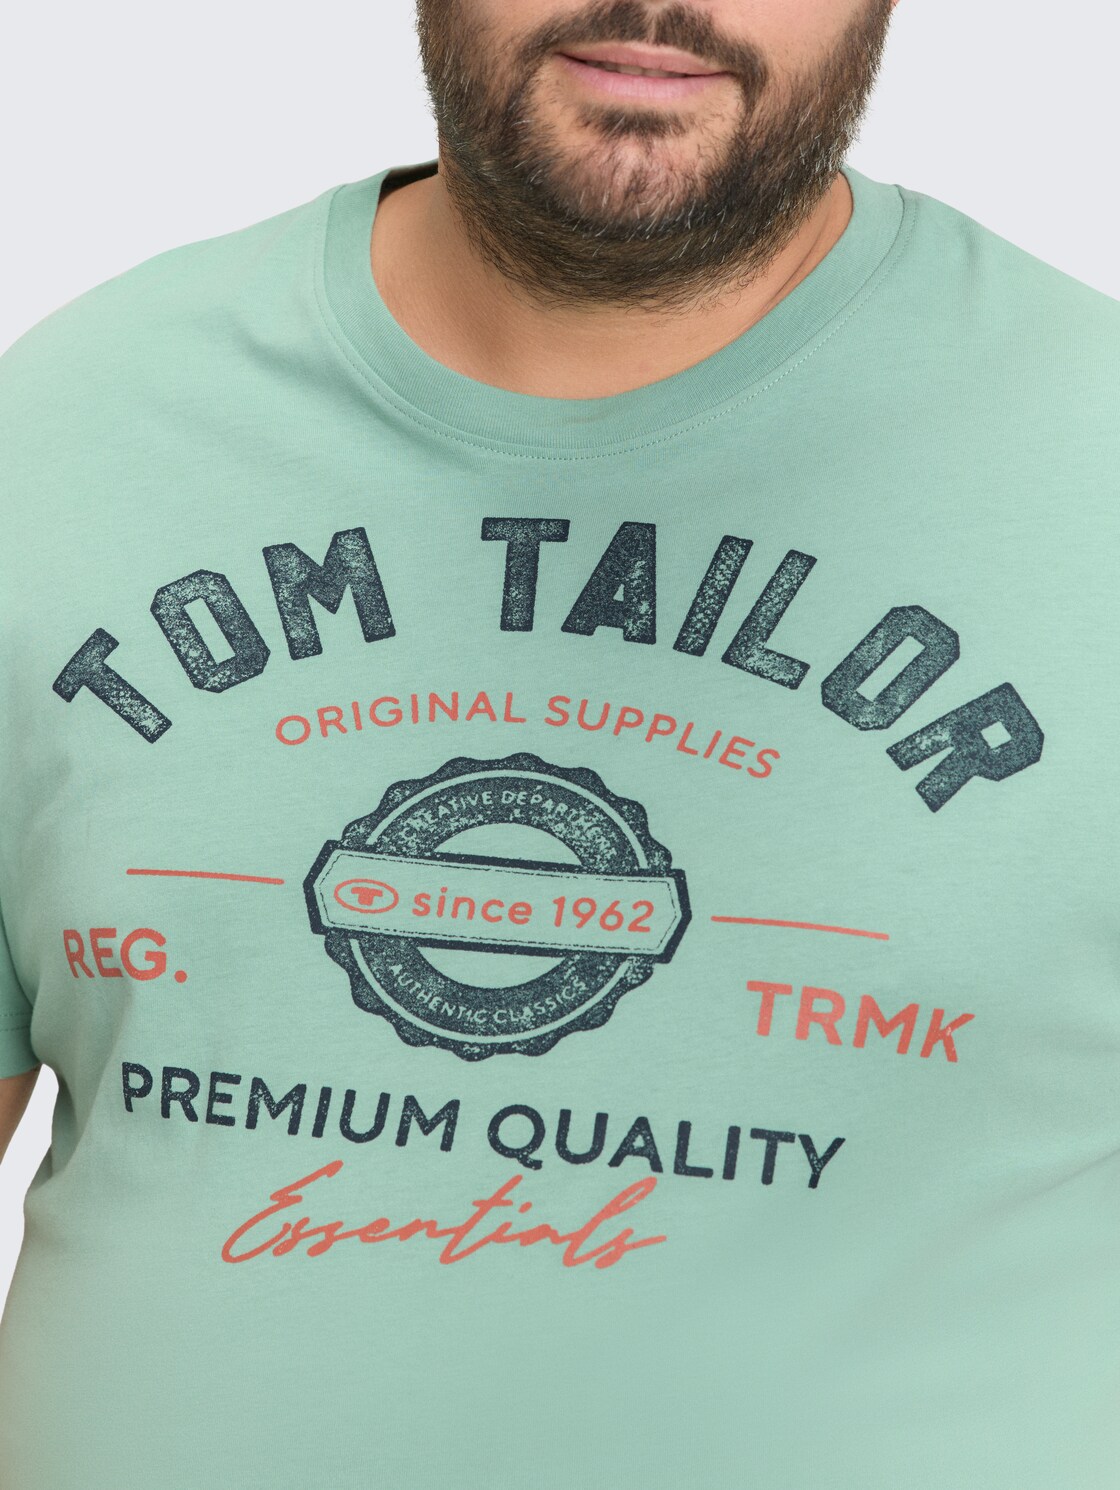 TOM TAILOR
ORIGINAL SUPPLIES
CREATIVE DEPARTMENT
T since 1962
REG.
TRMK
AUTHENTIC CLASSICS
PREMIUM QUALITY
Essentials